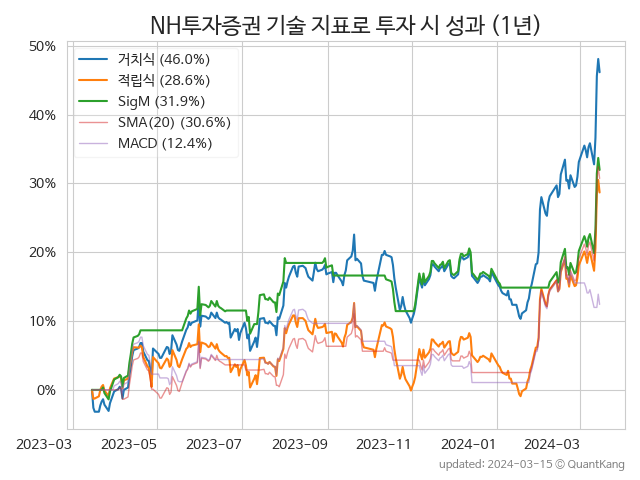 NH투자증권 기술 지표로 투자 시 성과 (1년)
50%
40%
30%
20%
10%
0%
거치식 (46.0%)
적립식 (28.6%)
SigM (31.9%)
SMA(20) (30.6%)
MACD (12.4%)
2023-03 2023-05 2023-07 2023-09 2023-11 2024-01 2024-03
updated: 2024-03-15 ⓒ QuantKang